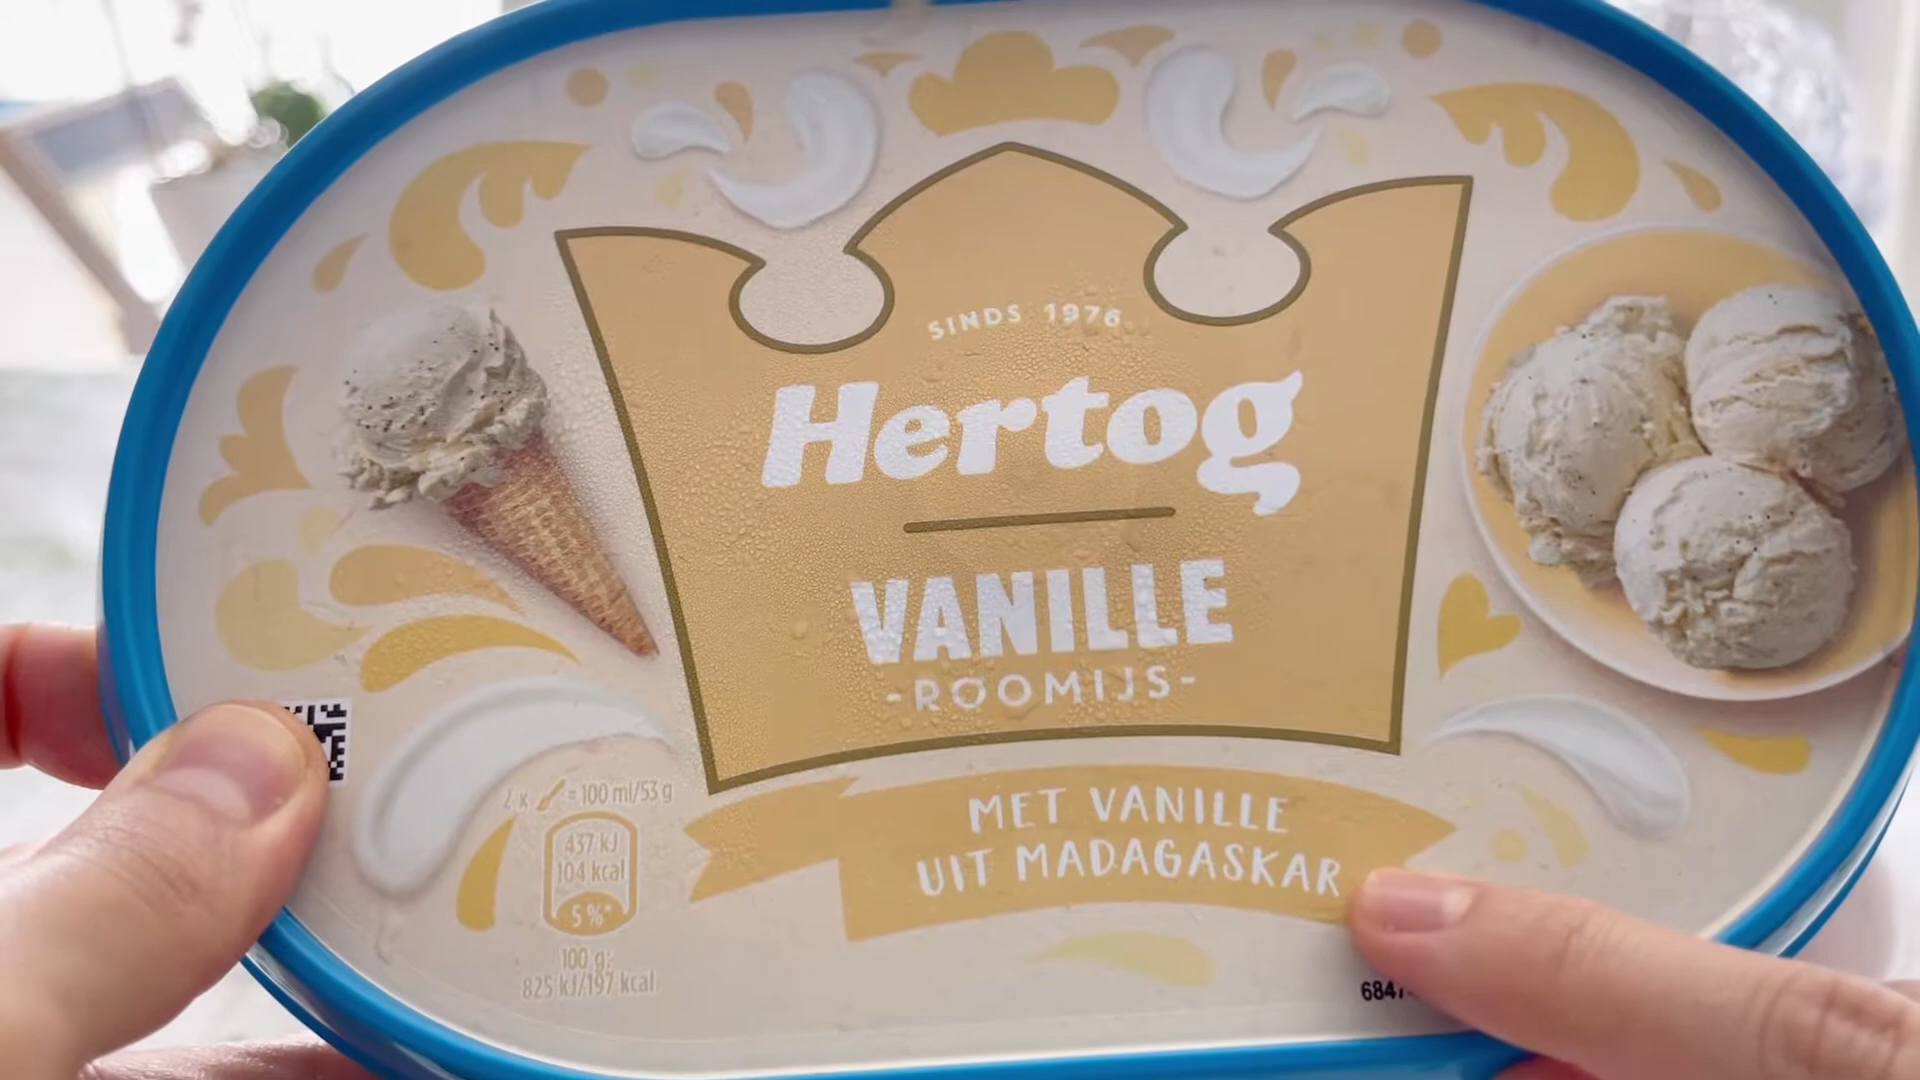 SINDS 1976
Hertog
VANILLE
-ROOMIJS-
MET VANILLE
UIT MADAGASKAR
2 x = 100 ml/53 g
437 kJ
104 kcal
5 %*
100 g:
825 kJ/197 kcal